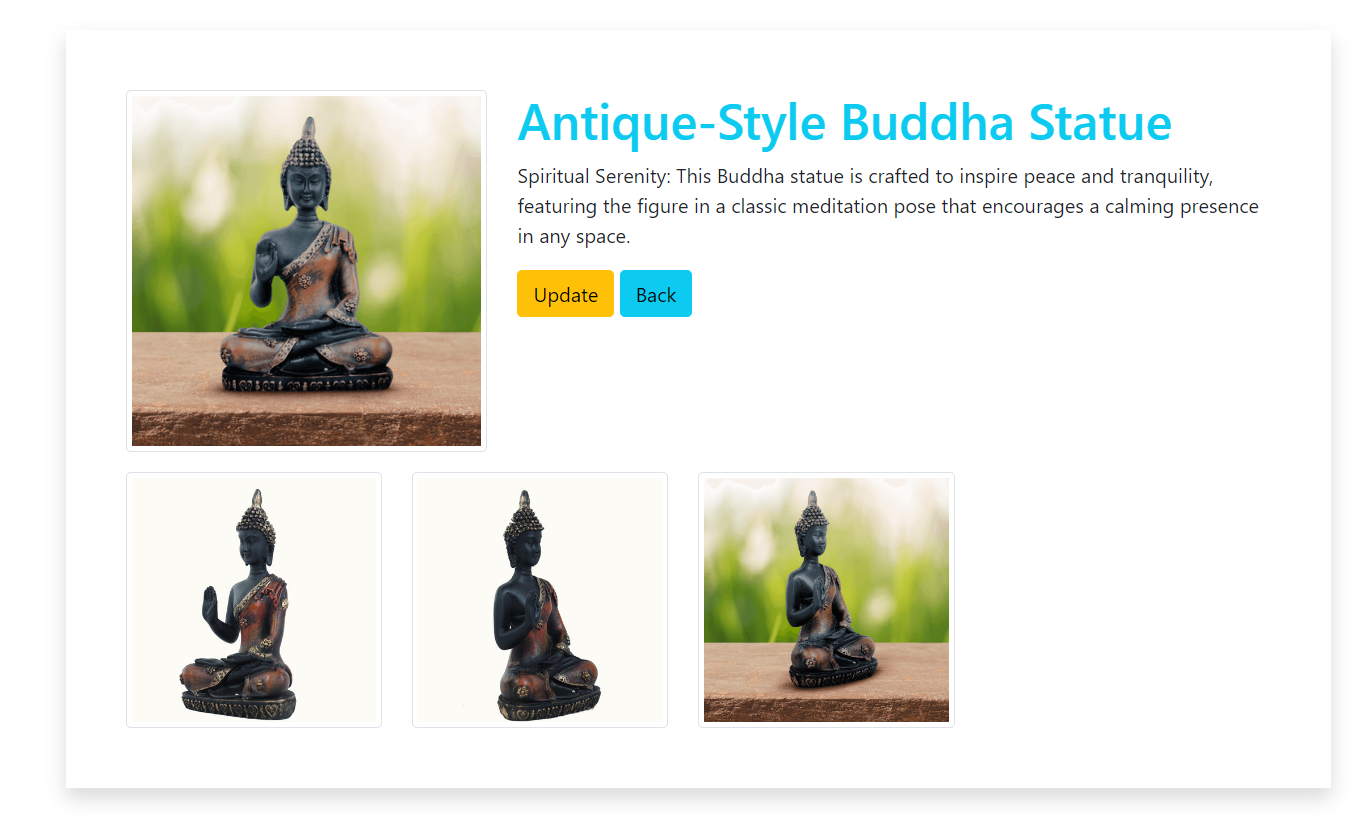 Antique-Style Buddha Statue
Spiritual Serenity: This Buddha statue is crafted to inspire peace and tranquility,
featuring the figure in a classic meditation pose that encourages a calming presence
in any space.
Update Back